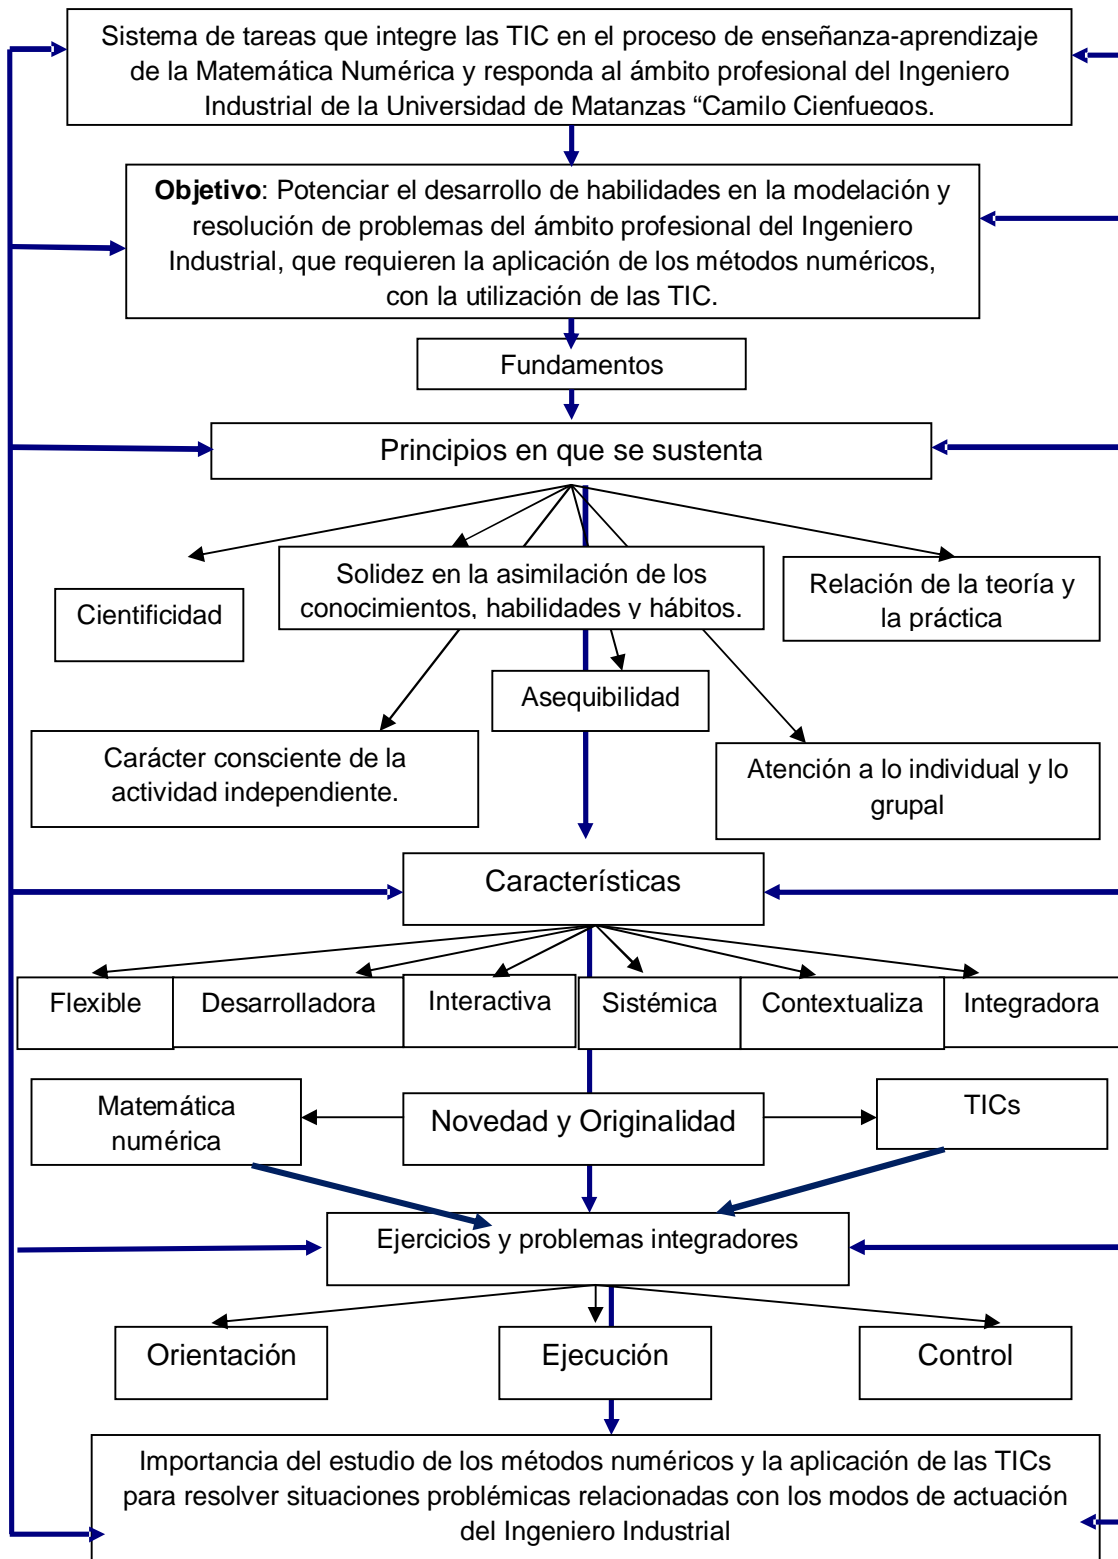 Sistema de tareas que integre las TIC en el proceso de enseñanza-aprendizaje
de la Matemática Numérica y responda al ámbito profesional del Ingeniero
Industrial de la Universidad de Matanzas “Camilo Cienfuegos.
Objetivo: Potenciar el desarrollo de habilidades en la modelación y
resolución de problemas del ámbito profesional del Ingeniero
Industrial, que requieren la aplicación de los métodos numéricos,
con la utilización de las TIC.
Fundamentos
Principios en que se sustenta
Cientificidad
Solidez en la asimilación de los
conocimientos, habilidades y hábitos.
Relación de la teoría y
la práctica
Asequibilidad
Carácter consciente de la
actividad independiente.
Atención a lo individual y lo
grupal
Característificas
Flexible
Desarrolladora
Interactiva
Sistémica
Contextualiza
Integradora
Matemática
numérica
Novedad y Originalidad
TICs
Ejercicios y problemas integradores
Orientación
Ejecución
Control
Importancia del estudio de los métodos numéricos y la aplicación de las TICs
para resolver situaciones problémicas relacionadas con los modos de actuación
del Ingeniero Industrial